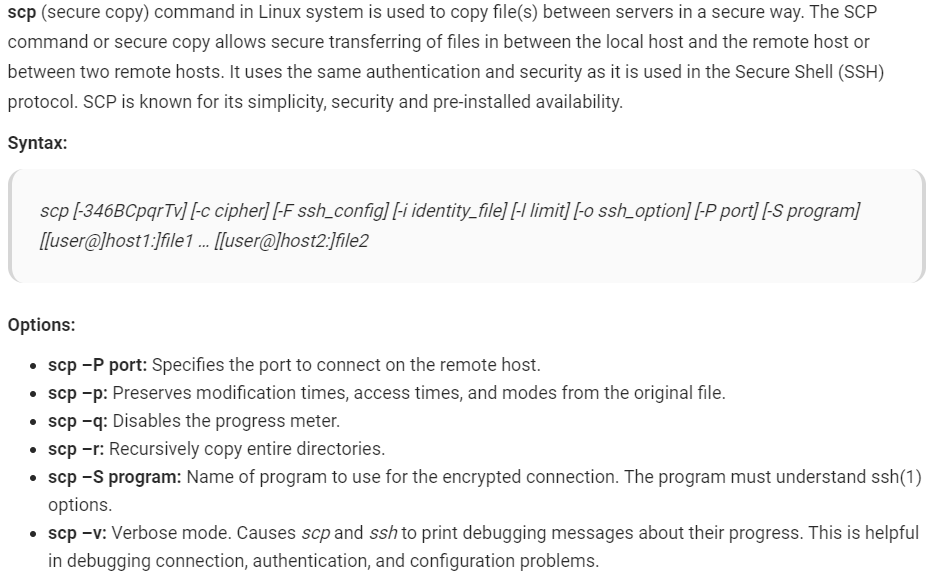 scp (secure copy) command in Linux system is used to copy file(s) between servers in a secure way. The SCP
command or secure copy allows secure transferring of files in between the local host and the remote host or
between two remote hosts. It uses the same authentication and security as it is used in the Secure Shell (SSH)
protocol. SCP is known for its simplicity, security and pre-installed availability.
Syntax:
scp [-346BCpqrTv] [-c cipher] [-F ssh_config] [-i identity_file] [-l limit] [-o ssh_option] [-P port] [-S program]
[[user@]host1:]file1 … [[user@]host2:]file2
Options:
• scp –P port: Specifies the port to connect on the remote host.
• scp –p: Preserves modification times, access times, and modes from the original file.
• scp –q: Disables the progress meter.
• scp –r: Recursively copy entire directories.
• scp –S program: Name of program to use for the encrypted connection. The program must understand ssh(1)
options.
• scp –v: Verbose mode. Causes scp and ssh to print debugging messages about their progress. This is helpful
in debugging connection, authentication, and configuration problems.